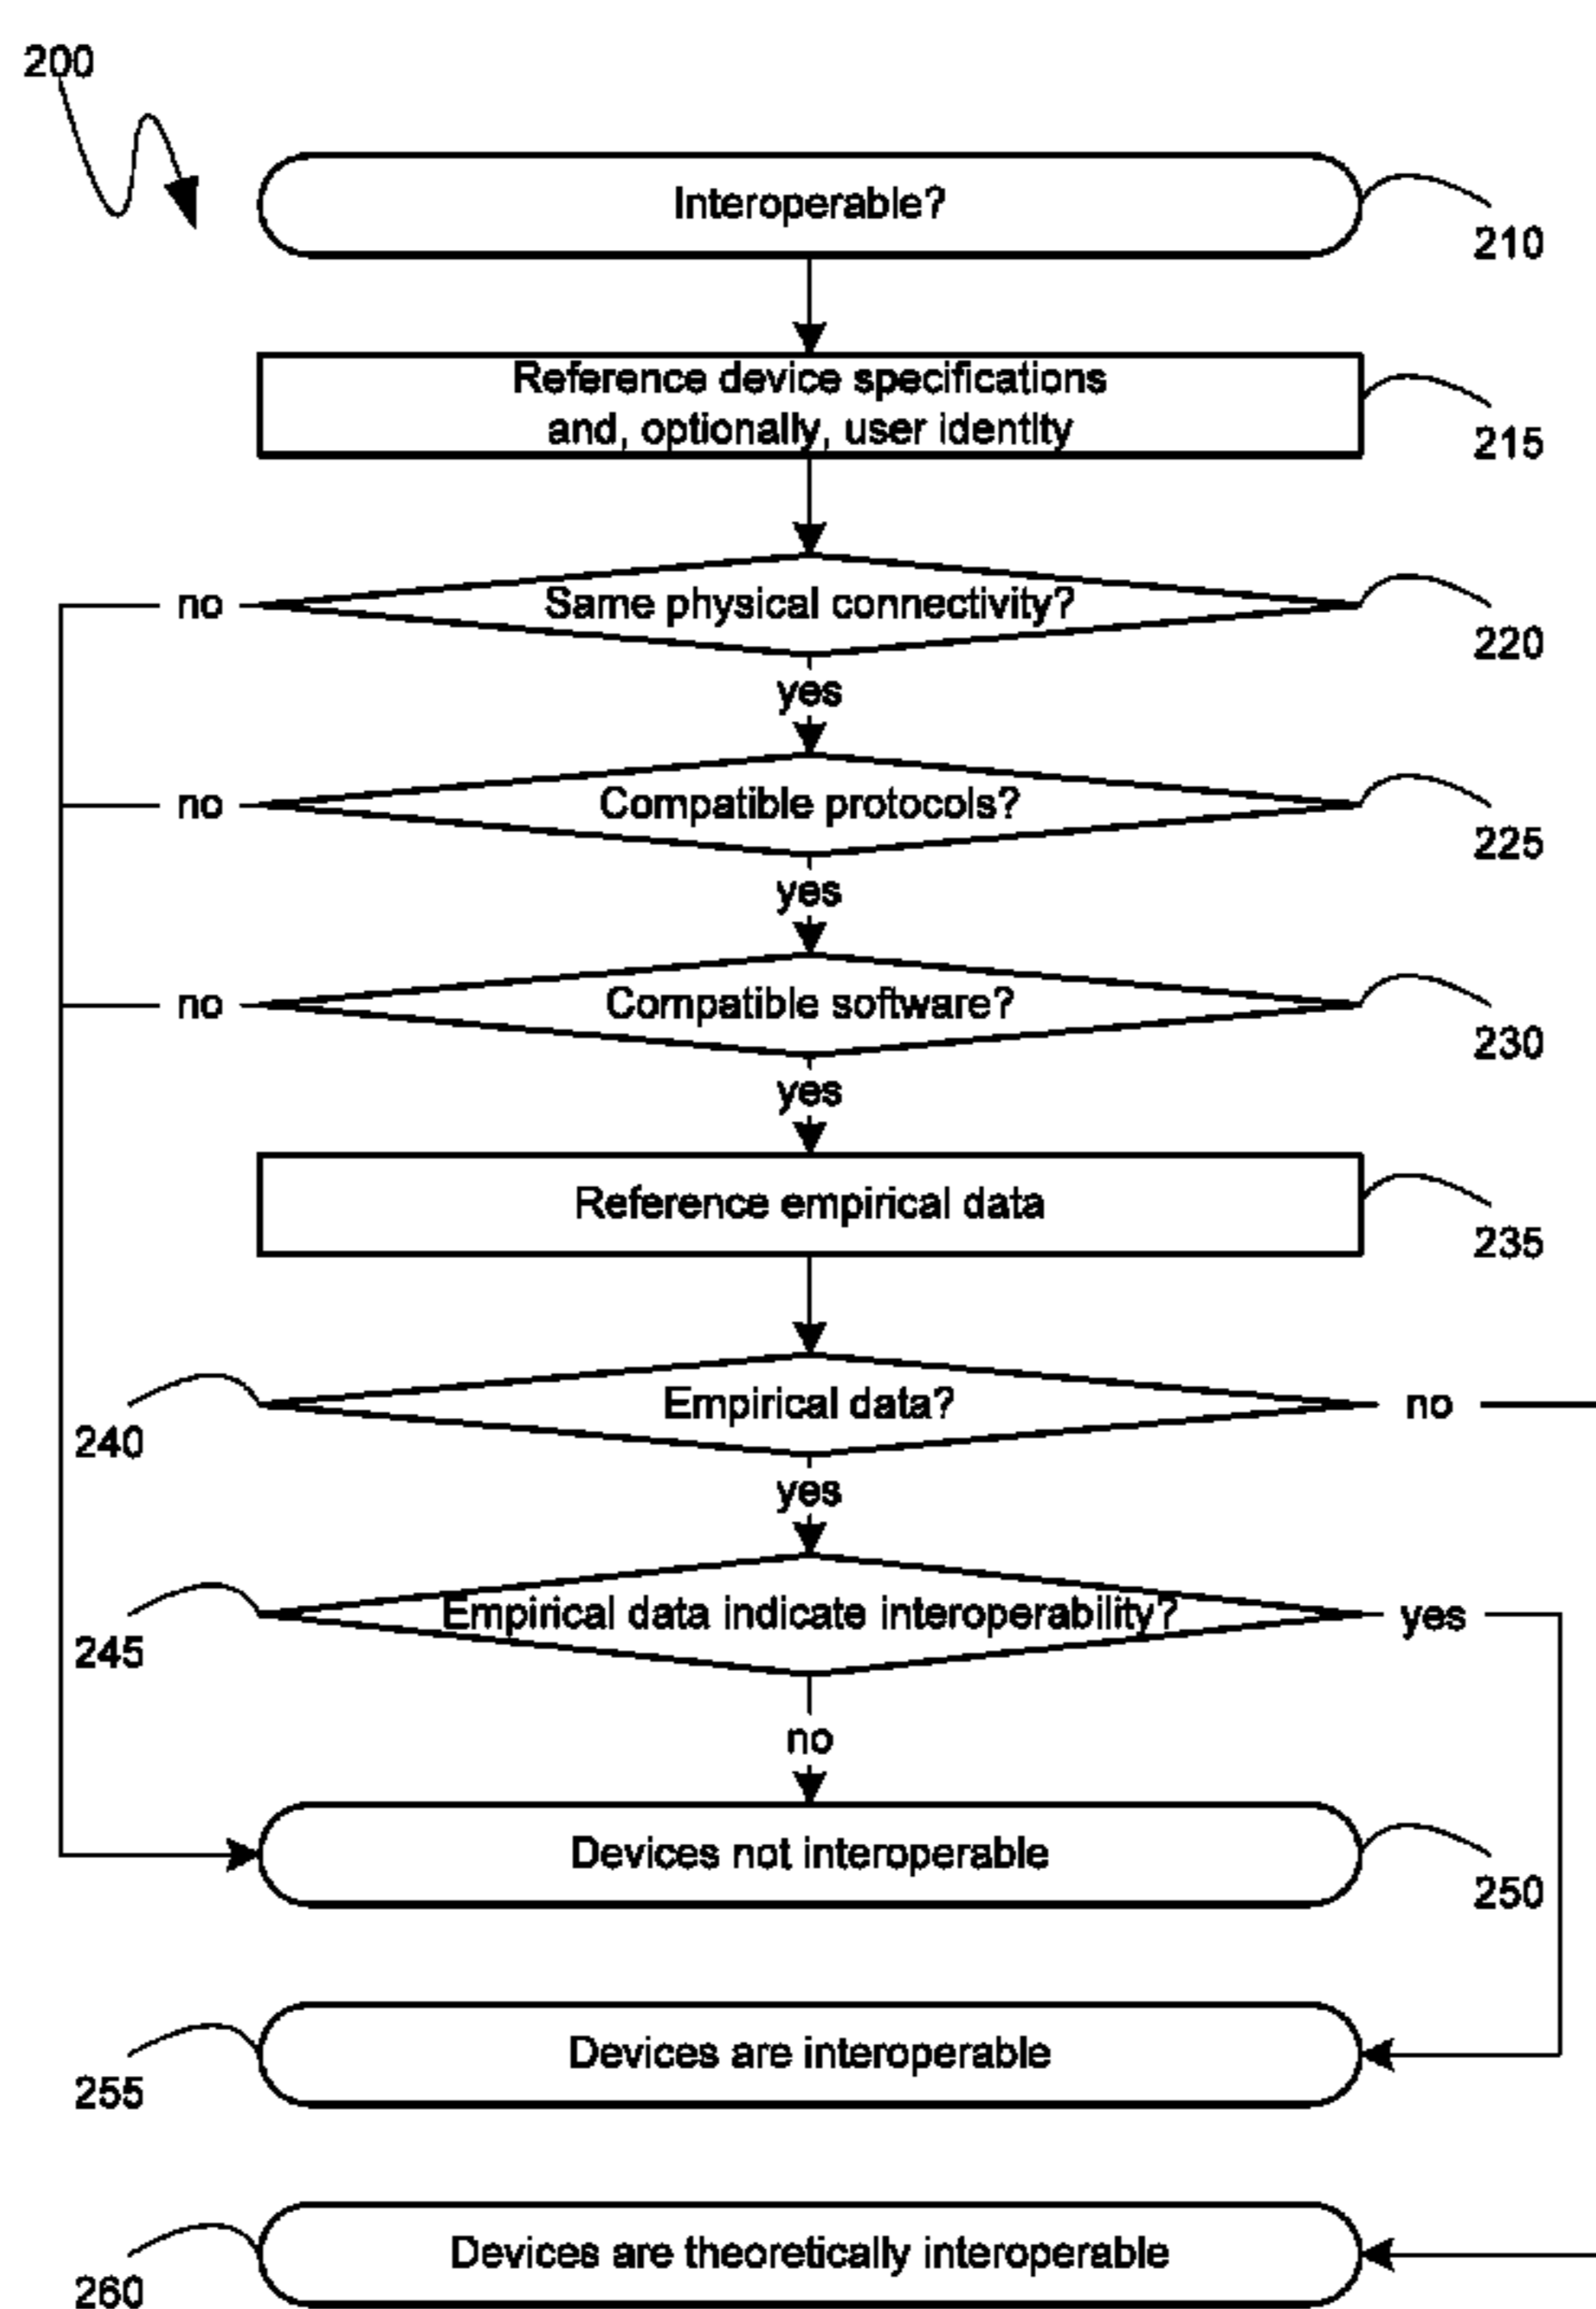 200
Interoperable?
210
Reference device specifications
and, optionally, user identity
215
no
Same physical connectivity?
220
yes
no
Compatible protocols?
225
yes
no
Compatible software?
230
yes
Reference empirical data
235
Empirical data?
no
240
yes
Empirical data indicate interoperability?
yes
245
no
Devices not interoperable
250
Devices are interoperable
255
Devices are theoretically interoperable
260